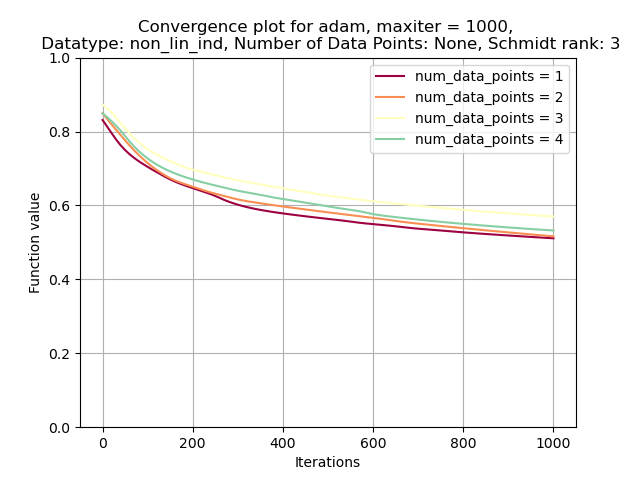 Convergence plot for adam, maxiter = 1000,
Datatype: non_lin_ind, Number of Data Points: None, Schmidt rank: 3
1.0
0.8
0.6
0.4
0.2
0.0
Function value
num_data_points = 1
num_data_points = 2
num_data_points = 3
num_data_points = 4
0 200 400 600 800 1000
Iterations